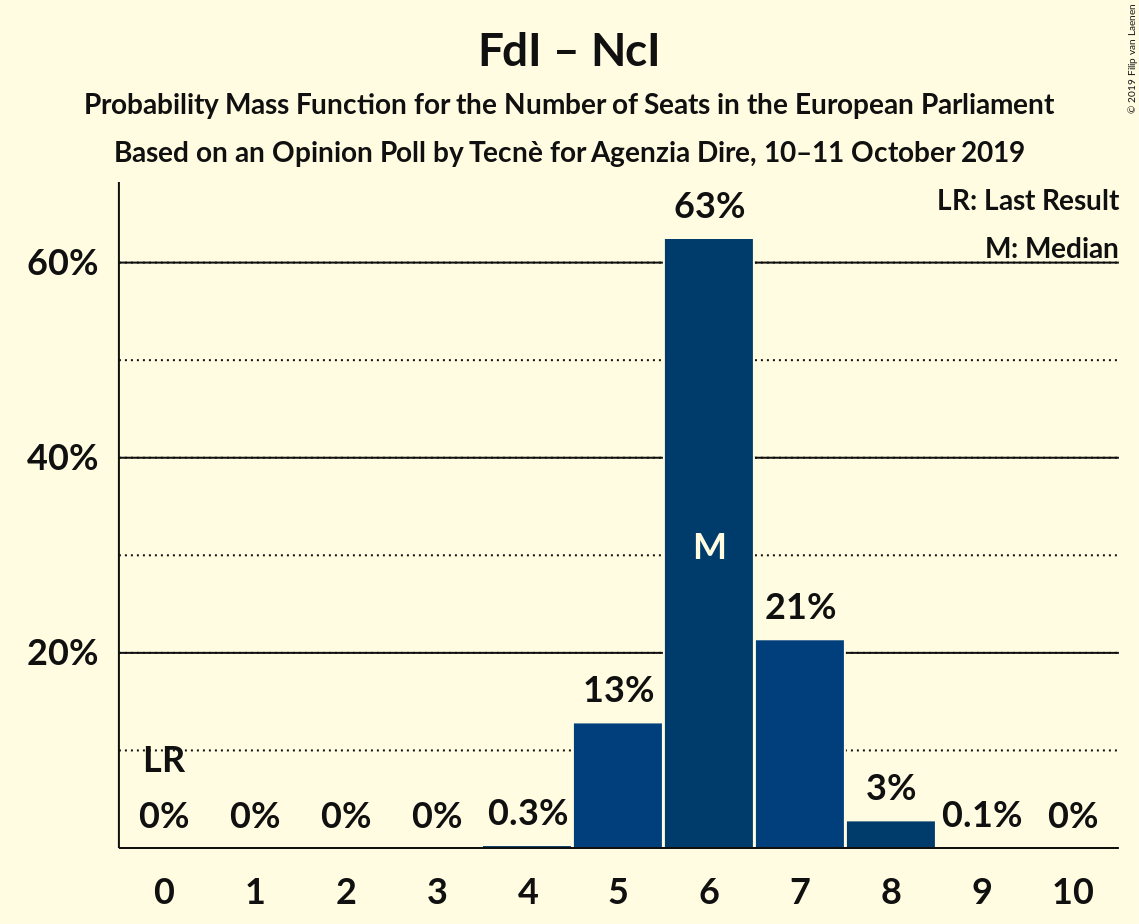 FdI – NcI
Probability Mass Function for the Number of Seats in the European Parliament
Based on an Opinion Poll by Tecnè for Agenzia Dire, 10–11 October 2019
© 2019 Filip van Laenen
LR: Last Result
M: Median
60%
40%
20%
63%
M
21%
13%
LR
3%
0% 0% 0% 0% 0.3% 0.1% 0%
0 1 2 3 4 5 6 7 8 9 10